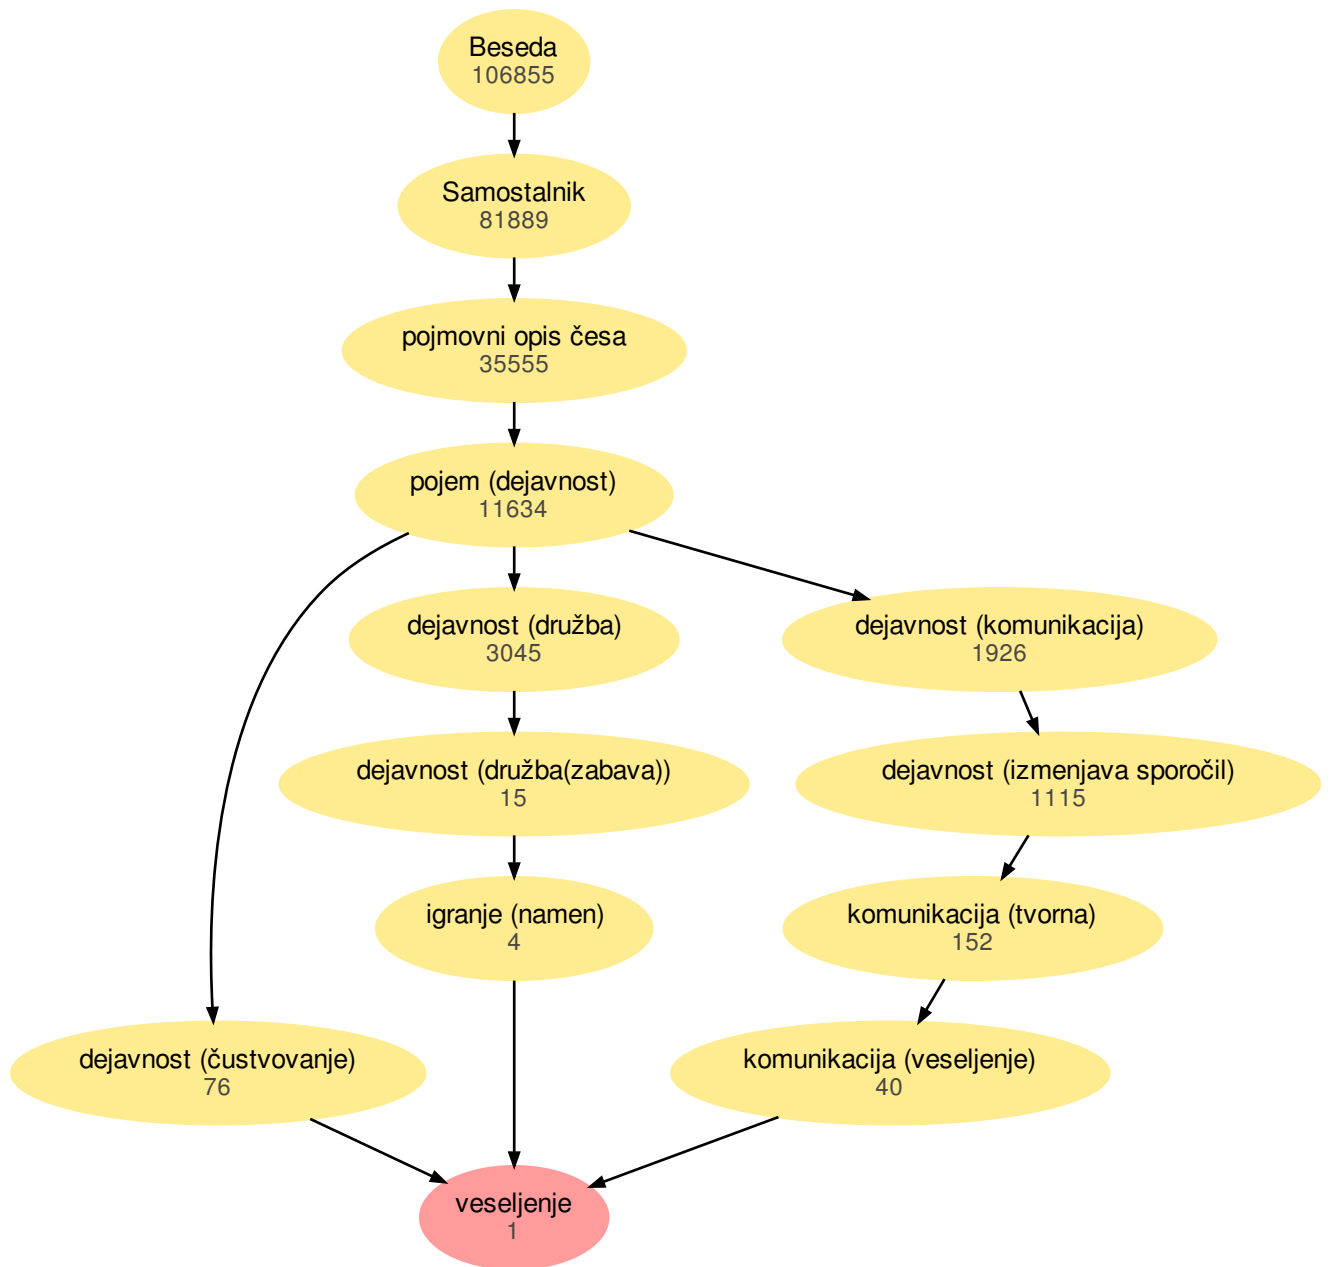 Beseda
106855
Samostalnik
81889
pojmovni opis česa
35555
pojem (dejavnost)
11634
dejavnost (družba)
3045
dejavnost (komunikacija)
1926
dejavnost (družba(zabava))
15
dejavnost (izmenjava sporočil)
1115
igranje (namen)
4
komunikacija (tvorna)
152
dejavnost (čustvovanje)
76
komunikacija (veseljenje)
40
veseljenje
1